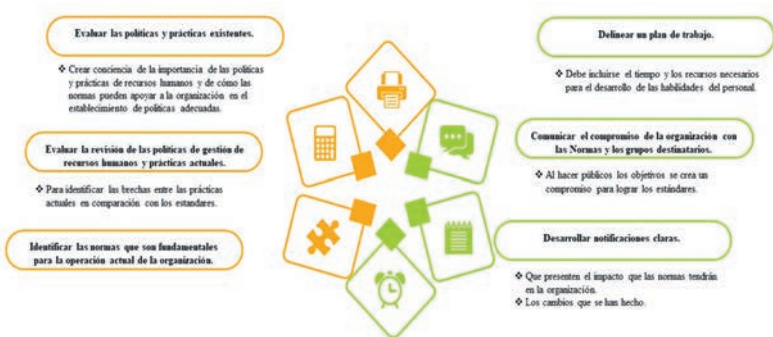 Evaluar las políticas y prácticas existentes.
❖ Crear conciencia de la importancia de las políticas
y prácticas de recursos humanos y de cómo las
normas pueden apoyar a la organización en el
establecimiento de políticas adecuadas.
Evaluar la revisión de las políticas de gestión de
recursos humanos y prácticas actuales.
❖ Para identificar las brechas entre las prácticas
actuales en comparación con los estandares.
Identificar las normas que son fundamentales
para la operación actual de la organización.
Delinear un plan de trabajo.
❖ Debe incluirse el tiempo y los recursos necesarios
para el desarrollo de las habilidades del personal.
Comunicar el compromiso de la organización con
las Normas y los grupos destinatarios.
❖ Al hacer públicos los objetivos se crea un
compromiso para lograr los estándares.
Desarrollar notificaciones claras.
❖ Que presenten el impacto que las normas tendrán
en la organización.
❖ Los cambios que se han hecho.